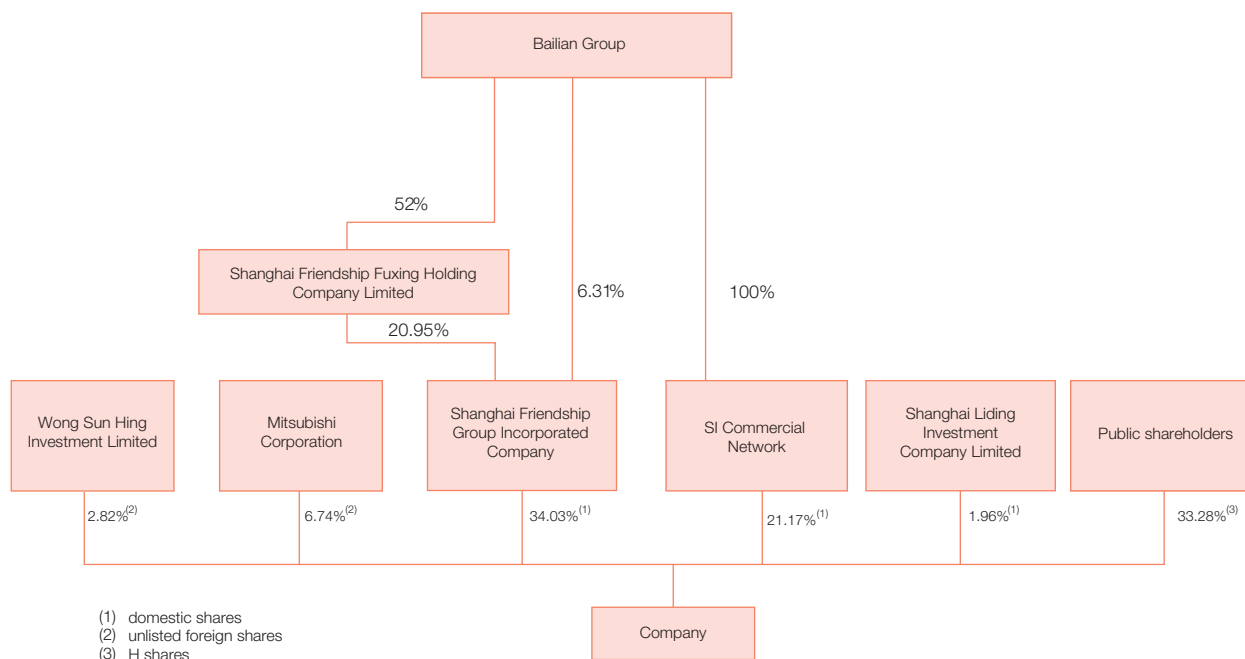 Bailian Group
52%
Shanghai Friendship Fuxing Holding
Company Limited
6.31%
100%
20.95%
Wong Sun Hing
Investment Limited
Mitsubishi
Corporation
Shanghai Friendship
Group Incorporated
Company
SI Commercial
Network
Shanghai Liding
Investment
Company Limited
Public shareholders
2.82%(2)
6.74%(2)
34.03%(1)
21.17%(1)
1.96%(1)
33.28%(3)
(1) domestic shares
(2) unlisted foreign shares
(3) H shares
Company